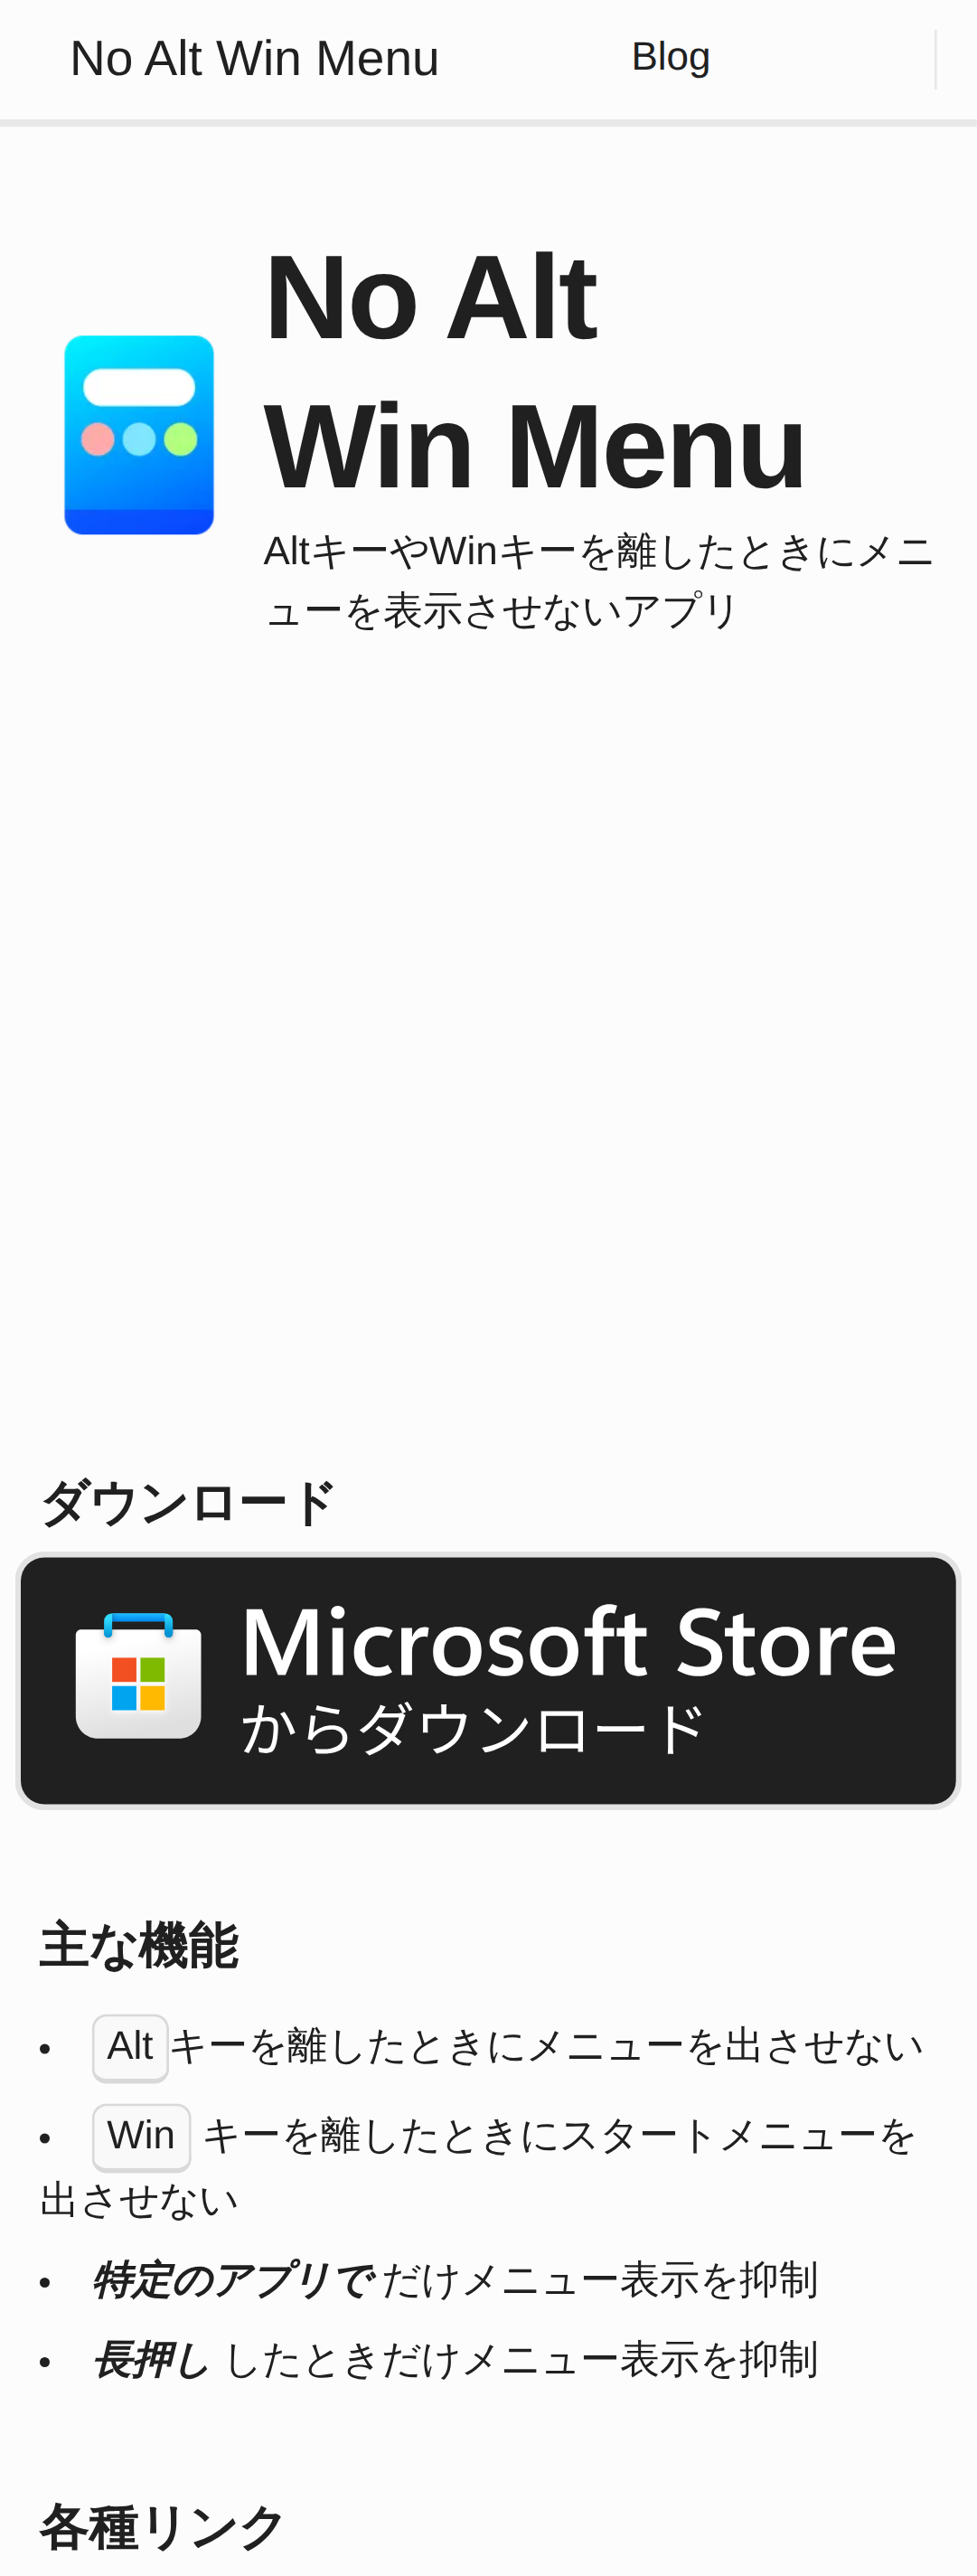 No Alt Win Menu
Blog
No Alt
Win Menu
AltキーやWinキーを離したときにメニ
ューを表示させないアプリ
ダウンロード
Microsoft Store
からダウンロード
主な機能
• Altキーを離したときにメニューを出させない
• Win キーを離したときにスタートメニューを
出させない
• 特定のアプリで だけメニュー表示を抑制
• 長押し したときだけメニュー表示を抑制
各種リンク